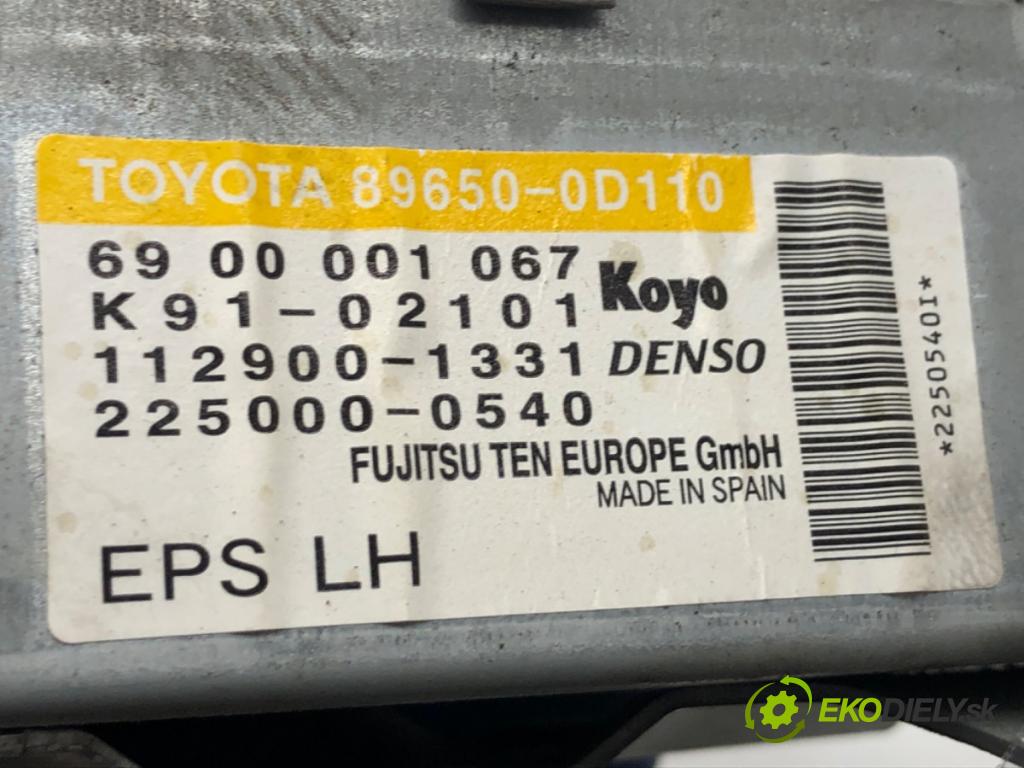 TOYOTA 89650-0D110
69 00 001 067
K91-02101 Koyo
112900-1331 DENSO
225000-0540
FUJITSU TEN EUROPE GmbH
MADE IN SPAIN
EPS LH
*22505540I*
EKODIELY.sk